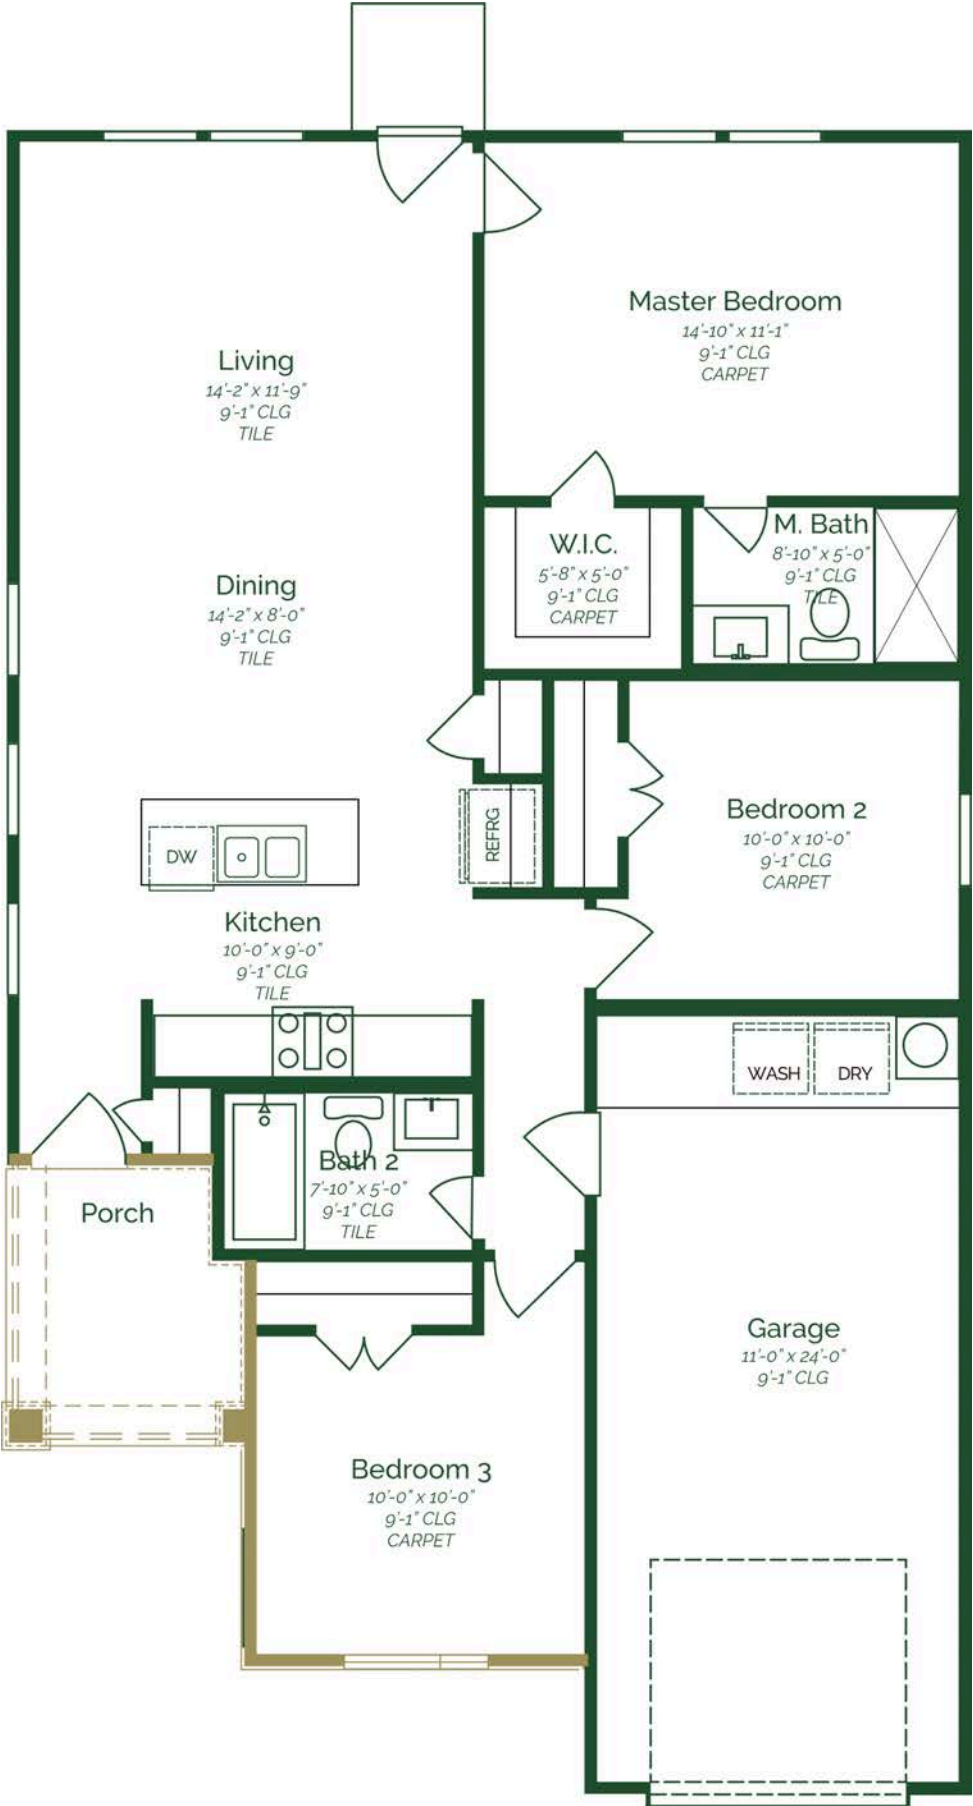 Master Bedroom
14'-10" x 11'-1"
9'-1" CLG
CARPET
Living
14'-2" x 11'-9"
9'-1" CLG
TILE
M. Bath
8'-10" x 5'-0"
9'-1" CLG
TILE
W.I.C.
5'-8" x 5'-0"
9'-1" CLG
CARPET
Dining
14'-2" x 8'-0"
9'-1" CLG
TILE
Bedroom 2
10'-0" x 10'-0"
9'-1" CLG
CARPET
REFRG
DW
Kitchen
10'-0" x 9'-0"
9'-1" CLG
TILE
WASH
DRY
Bath 2
7'-10" x 5'-0"
9'-1" CLG
TILE
Porch
Garage
11'-0" x 24'-0"
9'-1" CLG
Bedroom 3
10'-0" x 10'-0"
9'-1" CLG
CARPET